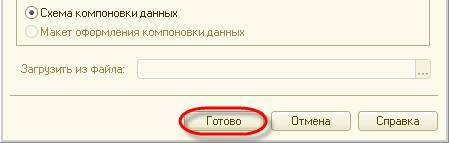 Схема компоновки данных
Макет оформления компоновки данных
Загрузить из файла:
...
Готово Отмена Справка